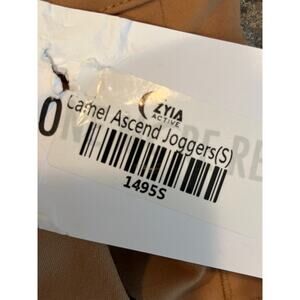 ZYIA
ACTIVE
Camel Ascend Joggers(S)
1495S